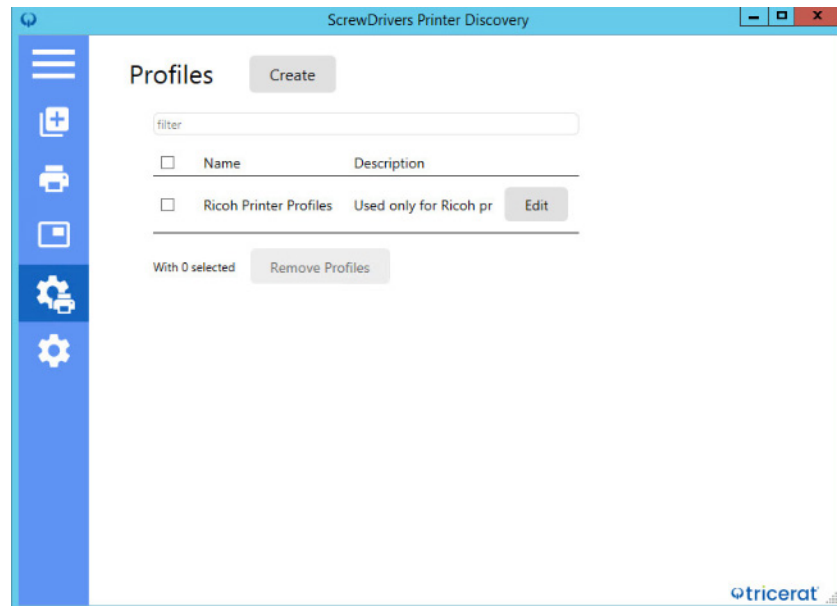 ScrewDrivers Printer Discovery
Profiles Create
filter
Name Description
Ricoh Printer Profiles Used only for Ricoh pr Edit
With 0 selected Remove Profiles
tricerat